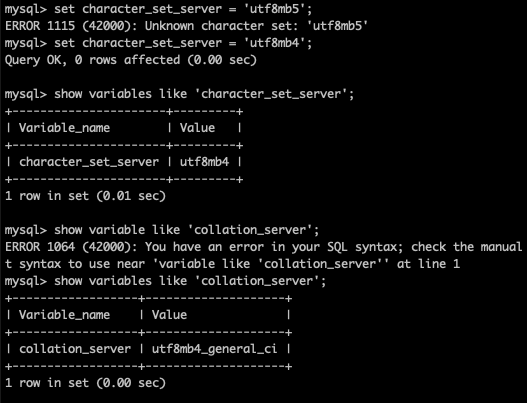 mysql> set character_set_server = 'utf8mb5';
ERROR 1115 (42000): Unknown character set: 'utf8mb5'
mysql> set character_set_server = 'utf8mb4';
Query OK, 0 rows affected (0.00 sec)

mysql> show variables like 'character_set_server';
+----------------------+---------+
| Variable_name        | Value   |
+----------------------+---------+
| character_set_server | utf8mb4 |
+----------------------+---------+
1 row in set (0.01 sec)

mysql> show variable like 'collation_server';
ERROR 1064 (42000): You have an error in your SQL syntax; check the manual
t syntax to use near 'variable like 'collation_server'' at line 1
mysql> show variables like 'collation_server';
+------------------+--------------------+
| Variable_name    | Value              |
+------------------+--------------------+
| collation_server | utf8mb4_general_ci |
+------------------+--------------------+
1 row in set (0.00 sec)